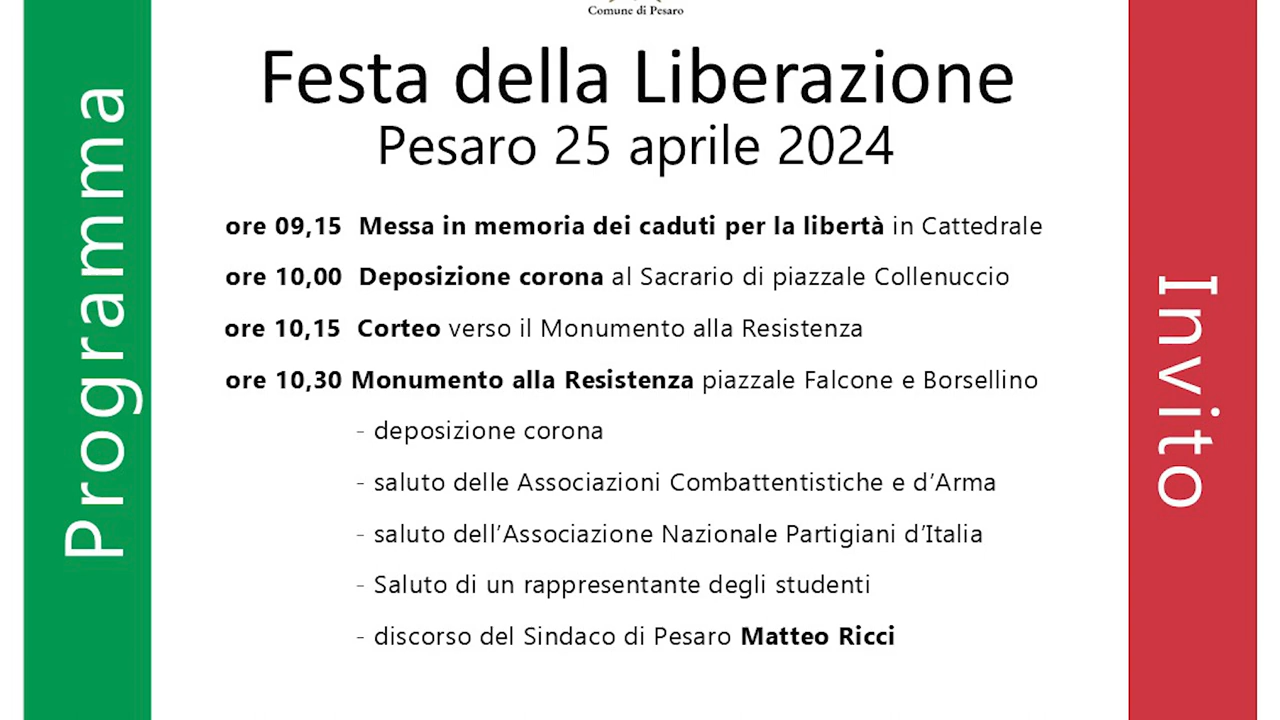 Comune di Pesaro
Festa della Liberazione
Pesaro 25 aprile 2024
Programma
ore 09,15 Messa in memoria dei caduti per la libertà in Cattedrale
ore 10,00 Deposizione corona al Sacrario di piazzale Collenuccio
ore 10,15 Corteo verso il Monumento alla Resistenza
ore 10,30 Monumento alla Resistenza piazzale Falcone e Borsellino
- deposizione corona
- saluto delle Associazioni Combattentistiche e d’Arma
- saluto dell’Associazione Nazionale Partigiani d’Italia
- Saluto di un rappresentante degli studenti
- discorso del Sindaco di Pesaro Matteo Ricci
Invito